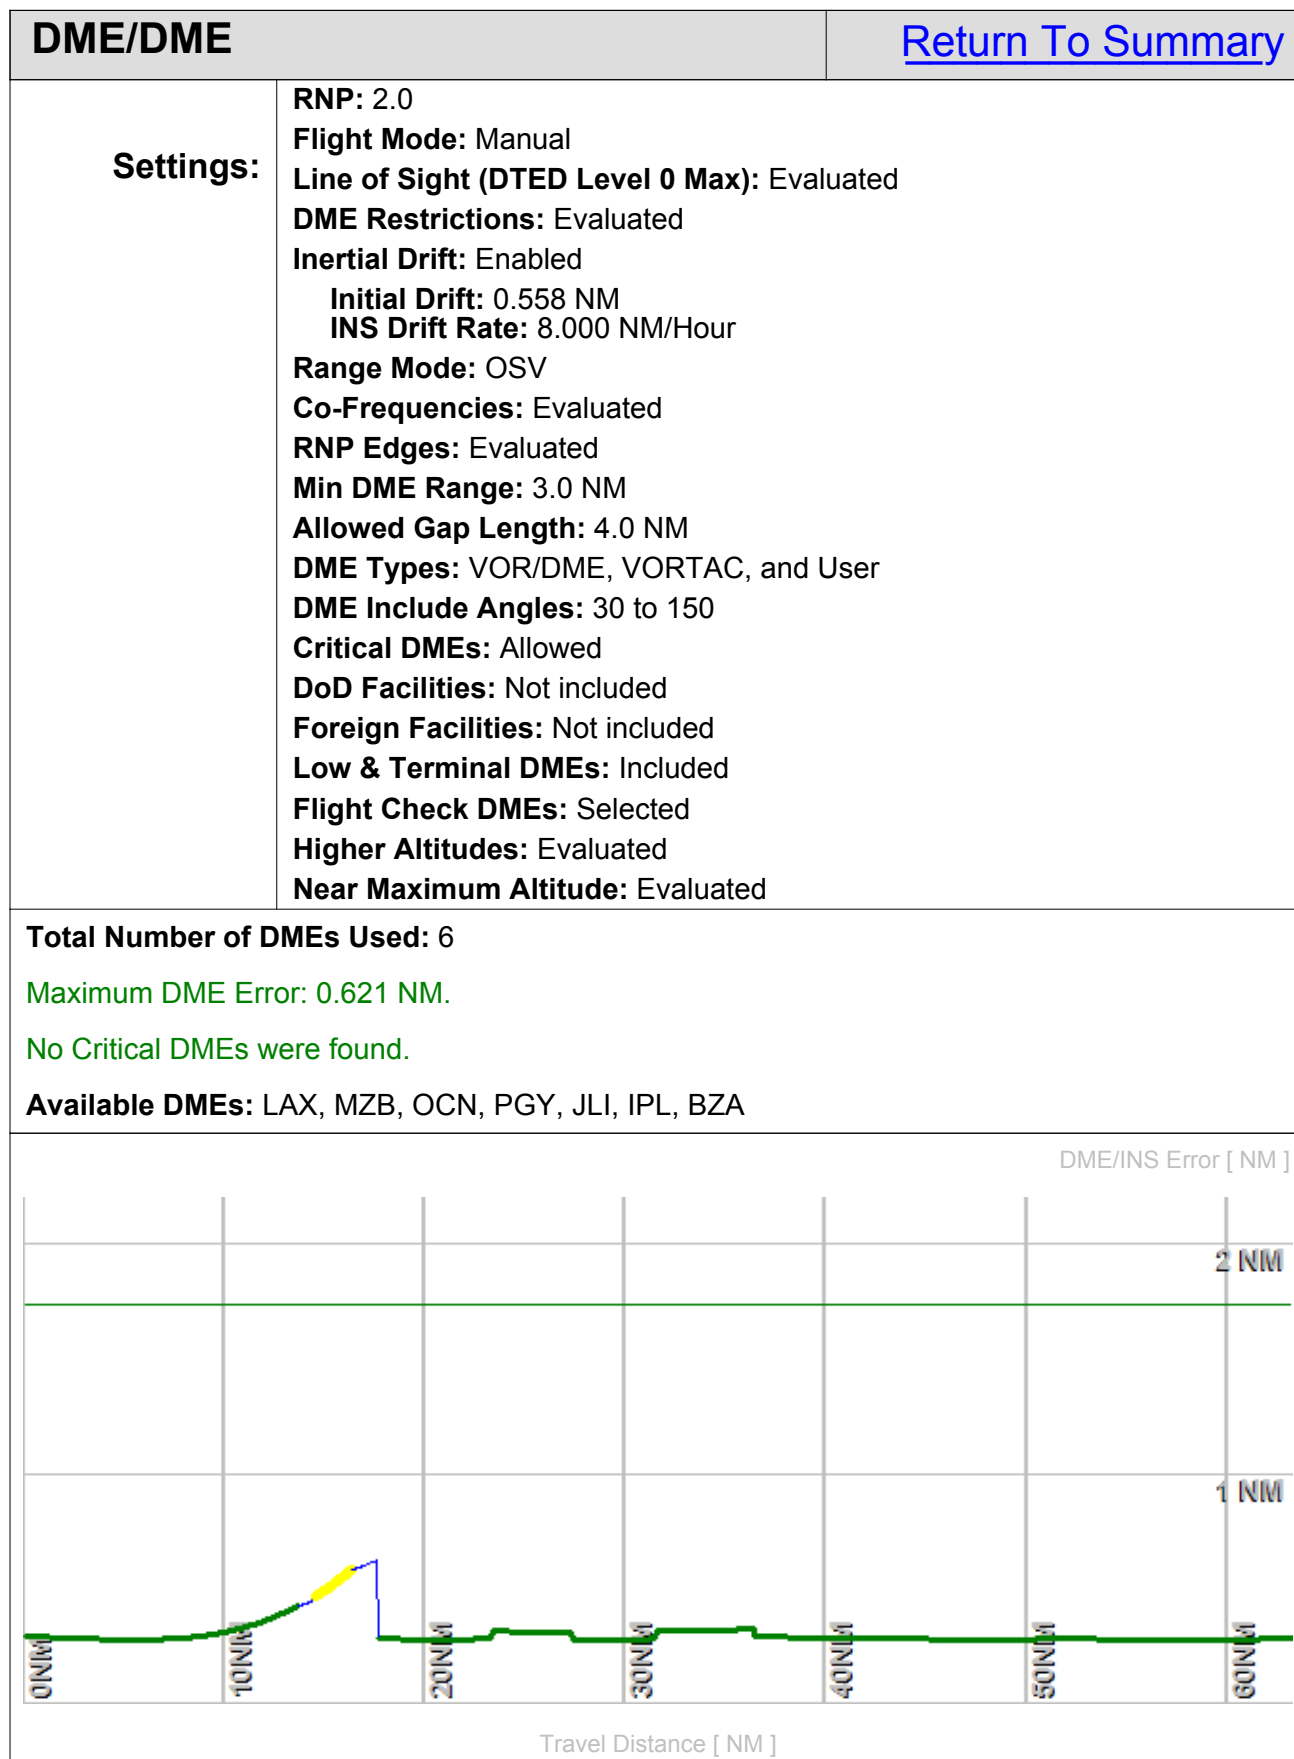 DME/DME
Return To Summary
Settings:
RNP: 2.0
Flight Mode: Manual
Line of Sight (DTED Level 0 Max): Evaluated
DME Restrictions: Evaluated
Inertial Drift: Enabled
Initial Drift: 0.558 NM
INS Drift Rate: 8.000 NM/Hour
Range Mode: OSV
Co-Frequencies: Evaluated
RNP Edges: Evaluated
Min DME Range: 3.0 NM
Allowed Gap Length: 4.0 NM
DME Types: VOR/DME, VORTAC, and User
DME Include Angles: 30 to 150
Critical DMEs: Allowed
DoD Facilities: Not included
Foreign Facilities: Not included
Low & Terminal DMEs: Included
Flight Check DMEs: Selected
Higher Altitudes: Evaluated
Near Maximum Altitude: Evaluated
Total Number of DMEs Used: 6
Maximum DME Error: 0.621 NM.
No Critical DMEs were found.
Available DMEs: LAX, MZB, OCN, PGY, JLI, IPL, BZA
DME/INS Error [ NM ]
2 NM
1 NM
0NM
10NM
20NM
30NM
40NM
50NM
60NM
Travel Distance [ NM ]